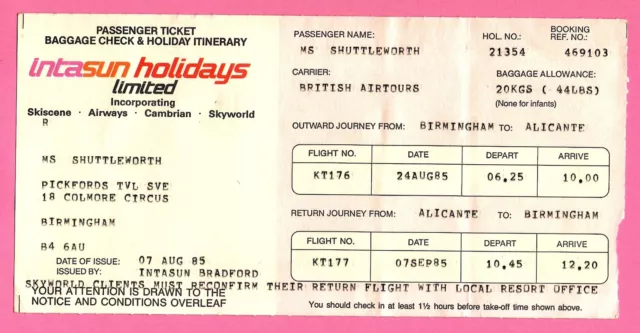 PASSENGER TICKET
BAGGAGE CHECK & HOLIDAY ITINERARY
intasun holidays
limited
Incorporating
Skiscene · Airways · Cambrian · Skyworld
R
MS SHUTTLEWORTH
PICKFORDS TVL SVE
18 COLMORE CIRCUS
BIRMINGHAM
B4 6AU
DATE OF ISSUE: 07 AUG 85
ISSUED BY: INTASUN BRADFORD
PASSENGER NAME: HOL. NO.: BOOKING REF. NO.:
MS SHUTTLEWORTH 21354 469103
CARRIER: BAGGAGE ALLOWANCE:
BRITISH AIRTOURS 20KGS ( 44LBS)
(None for infants)
OUTWARD JOURNEY FROM: BIRMINGHAM TO: ALICANTE
FLIGHT NO. DATE DEPART ARRIVE
KT176 24AUG85 06.25 10.00
RETURN JOURNEY FROM: ALICANTE TO: BIRMINGHAM
FLIGHT NO. DATE DEPART ARRIVE
KT177 07SEP85 10.45 12.20
SKYWORLD CLIENTS MUST RECONFIRM THEIR RETURN FLIGHT WITH LOCAL RESORT OFFICE
YOUR ATTENTION IS DRAWN TO THE
NOTICE AND CONDITIONS OVERLEAF
You should check in at least 1½ hours before take-off time shown above.